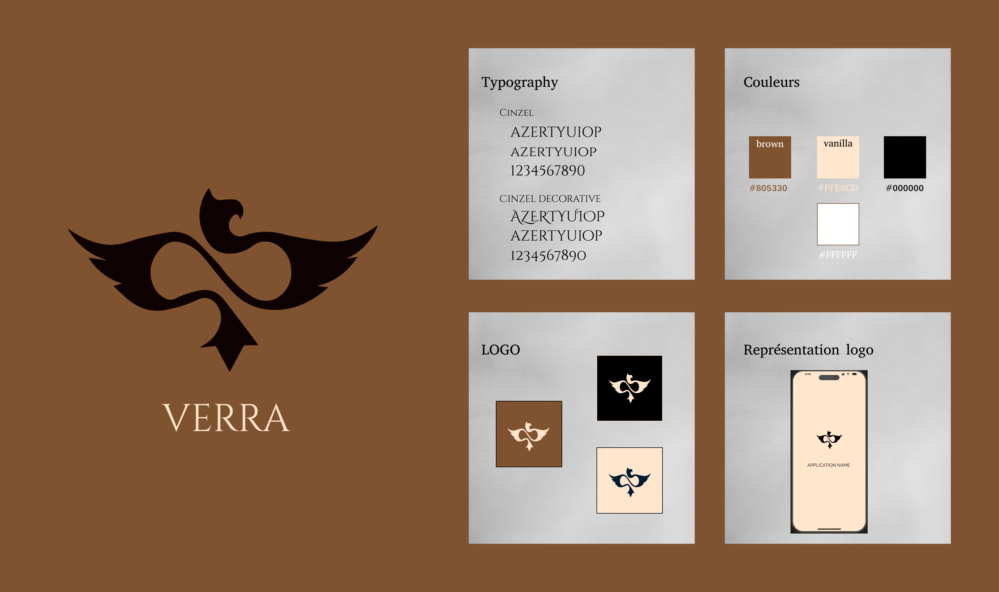 VERRA
Typography
Cinzel
AZERTYUIOP
azertyuiop
1234567890
Cinzel decorative
AZERTYUIOP
azertyuiop
1234567890
Couleurs
brown
vanilla
#805330
#FFE6CD
#000000
#FFFFFF
LOGO
Représentation logo
10:40
APPLICATION NAME